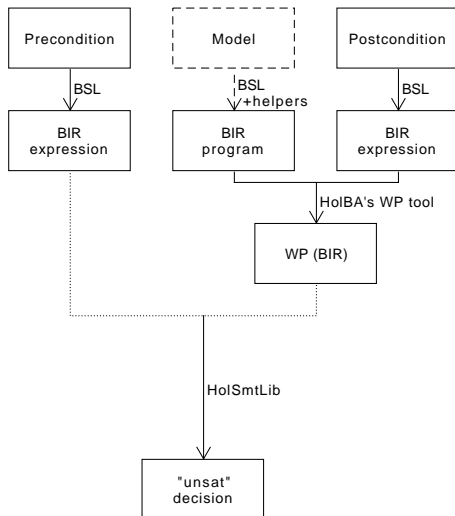 Precondition
Model
Postcondition
BSL
BSL
+helpers
BSL
BIR
expression
BIR
program
BIR
expression
HolBA's WP tool
WP (BIR)
HolSmtLib
"unsat"
decision